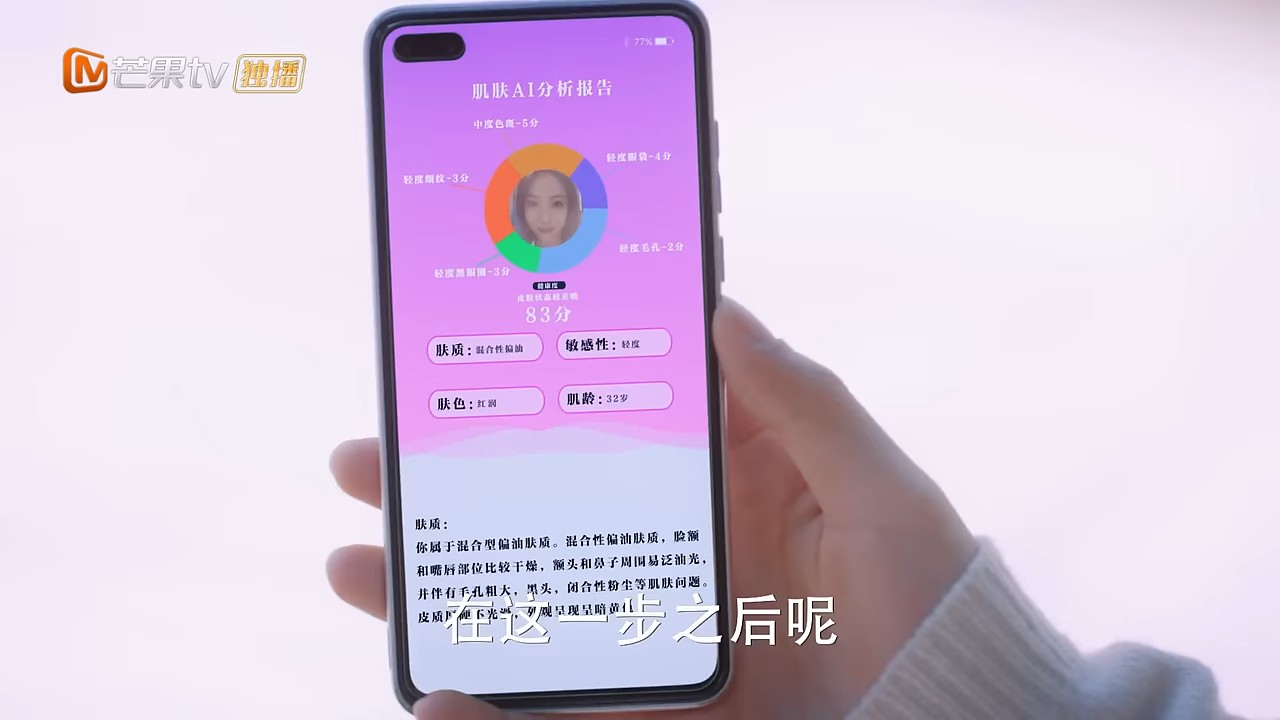 芒果tv 独播
77%
肌肤AI分析报告
中度色斑-5分
轻度眼袋-4分
轻度细纹-3分
轻度毛孔-2分
轻度黑眼圈-3分
健康度
83分
肤质：混合性偏油
敏感性：轻度
肤色：红润
肌龄：32岁
肤质：
你属于混合型偏油肤质。混合性偏油肤质，脸颊
和嘴唇部位比较干燥，额头和鼻子周围易泛油光，
并伴有毛孔粗大，黑头，闭合性粉尘等肌肤问题。
在这一步之后呢